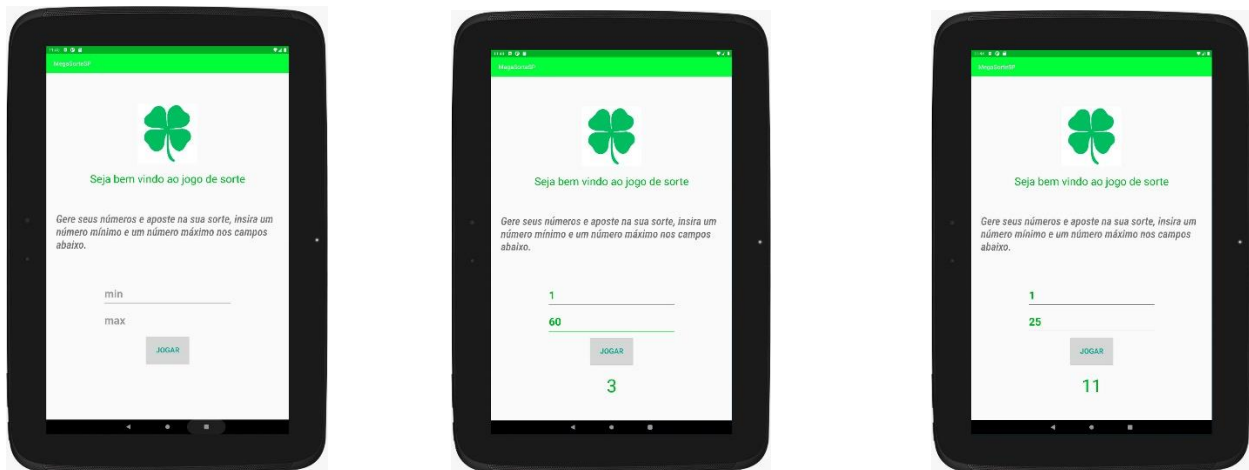 MegaSorteSP
Seja bem vindo ao jogo de sorte
Gere seus números e aposte na sua sorte, insira um
número mínimo e um número máximo nos campos
abaixo.
min
max
JOGAR
MegaSorteSP
Seja bem vindo ao jogo de sorte
Gere seus números e aposte na sua sorte, insira um
número mínimo e um número máximo nos campos
abaixo.
1
60
JOGAR
3
MegaSorteSP
Seja bem vindo ao jogo de sorte
Gere seus números e aposte na sua sorte, insira um
número mínimo e um número máximo nos campos
abaixo.
1
25
JOGAR
11